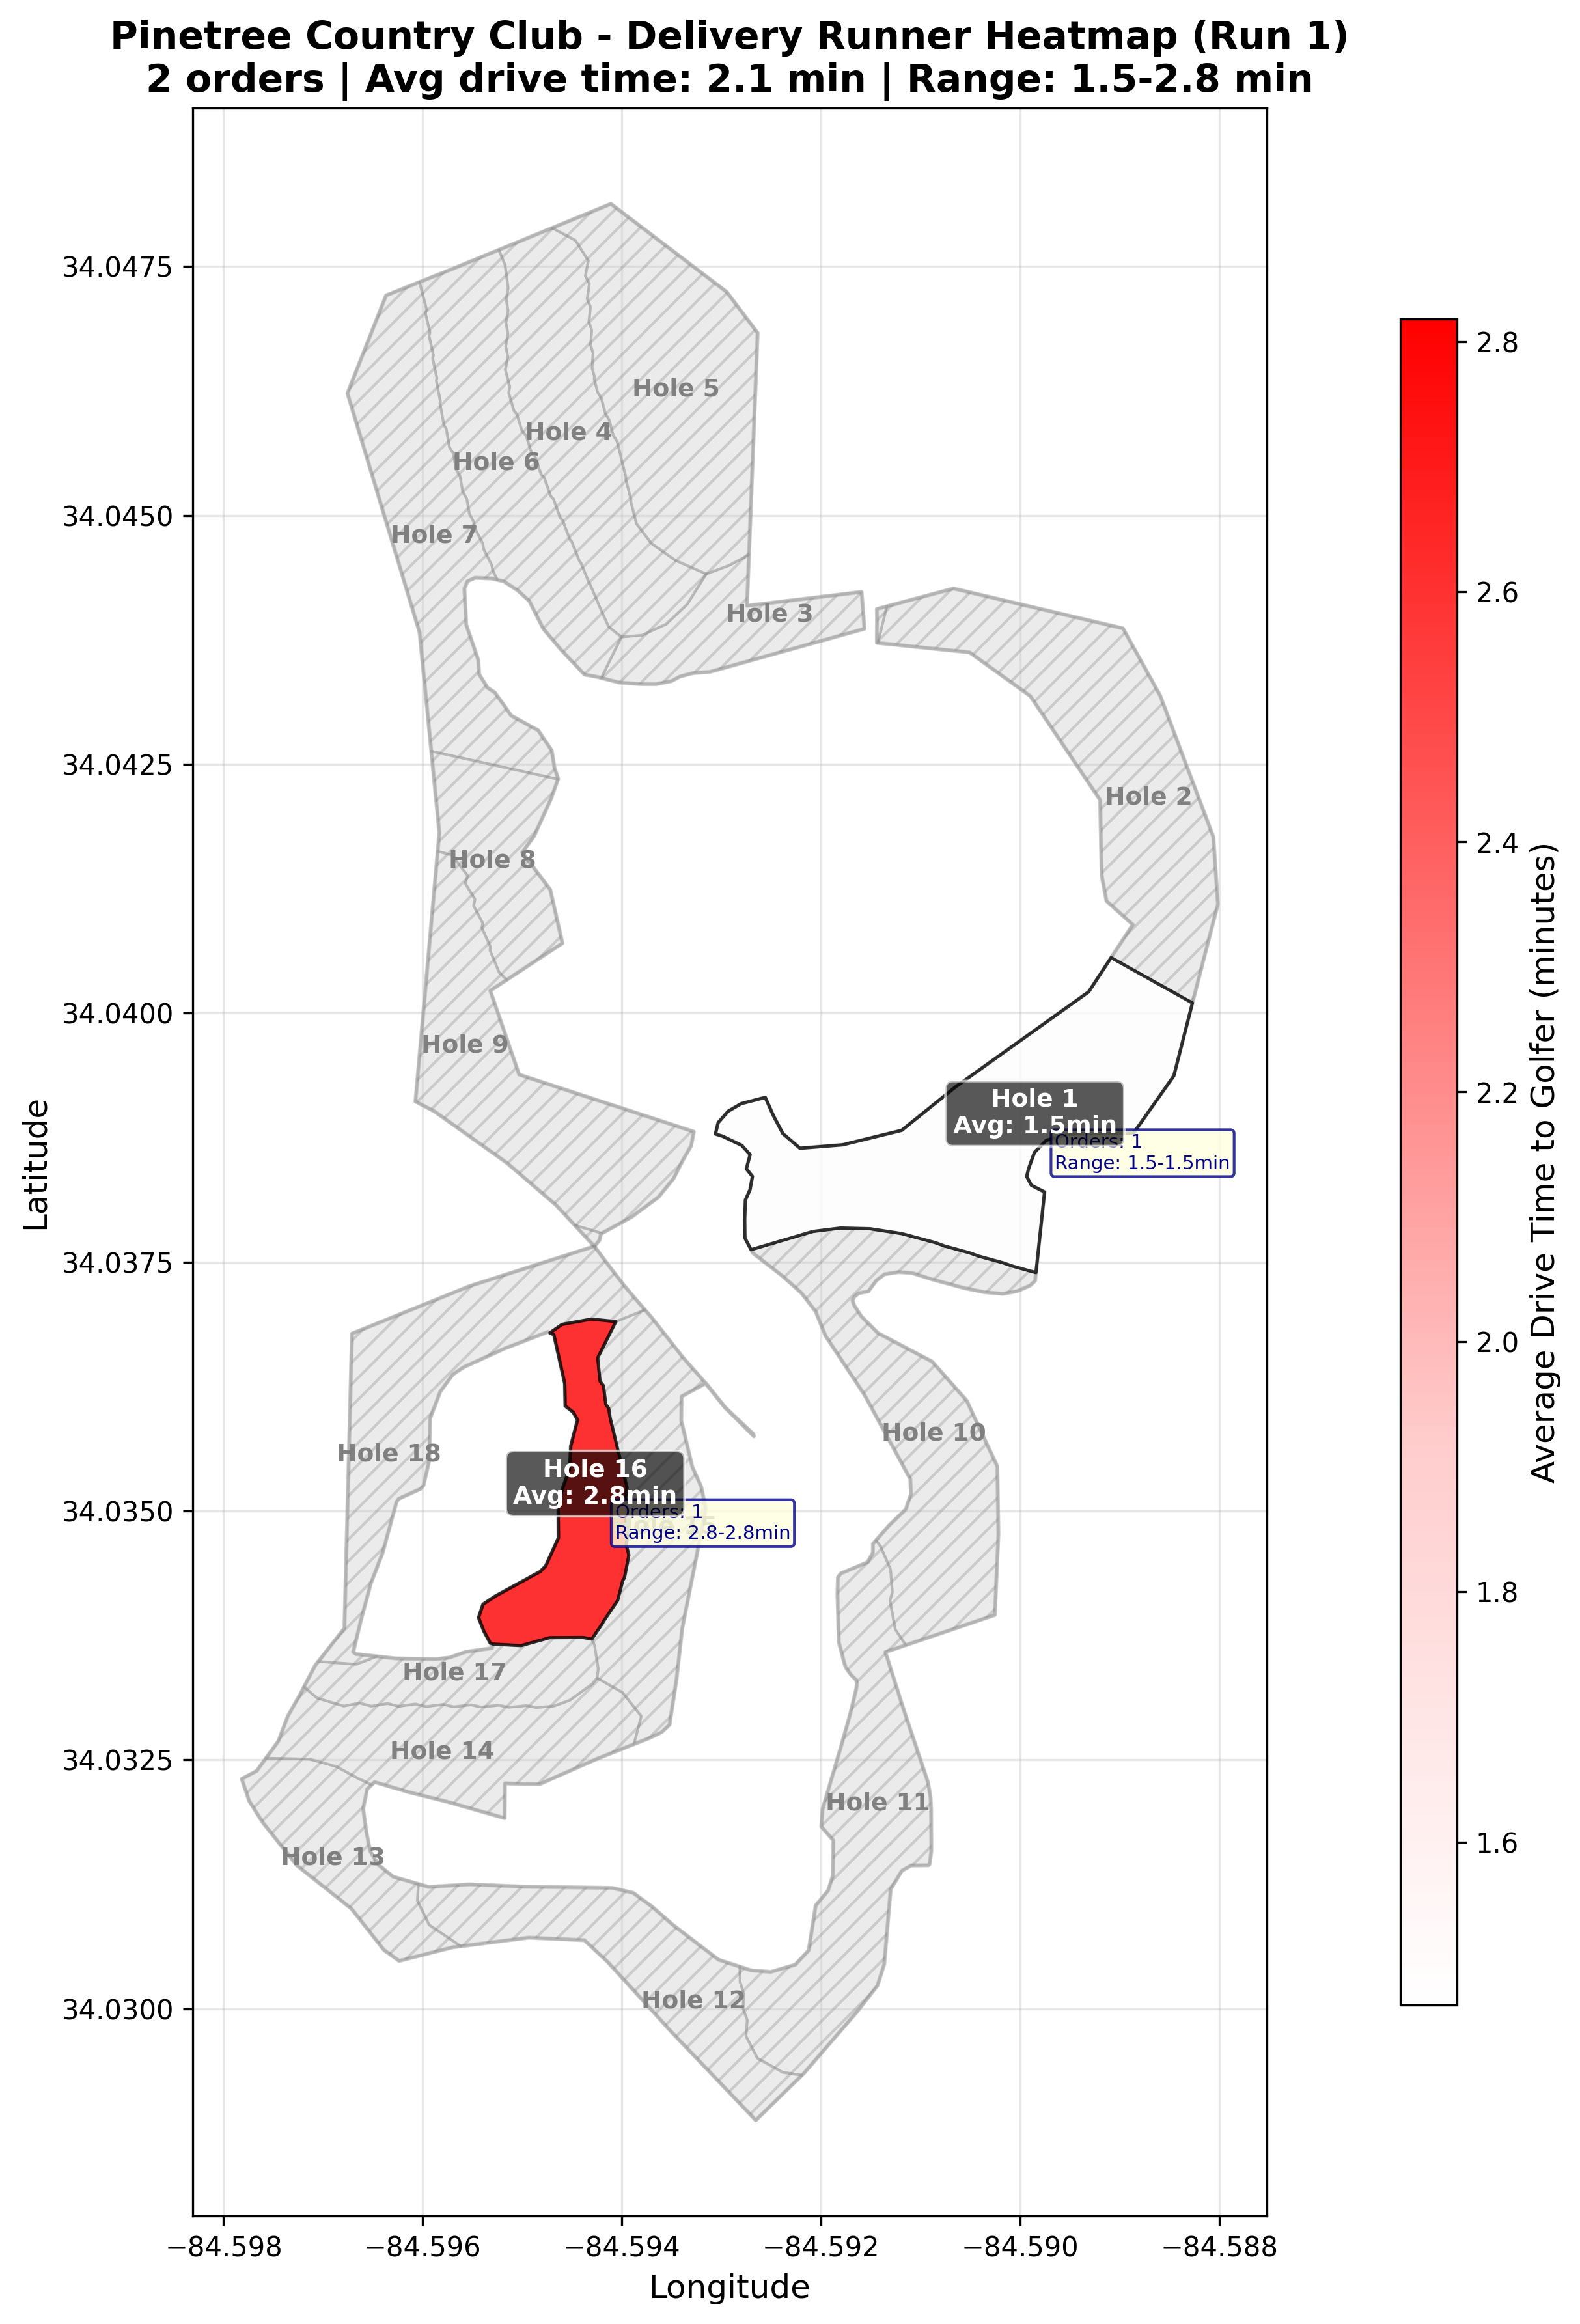 Pinetree Country Club - Delivery Runner Heatmap (Run 1)
2 orders | Avg drive time: 2.1 min | Range: 1.5-2.8 min
34.0475
34.0450
34.0425
34.0400
34.0375
34.0350
34.0325
34.0300
Latitude
Hole 5
Hole 4
Hole 6
Hole 7
Hole 3
Hole 2
Hole 8
Hole 9
Hole 1
Avg: 1.5min
Orders: 1
Range: 1.5-1.5min
Hole 10
Hole 18
Hole 16
Avg: 2.8min
Orders: 1
Range: 2.8-2.8min
Hole 17
Hole 14
Hole 11
Hole 13
Hole 12
−84.598
−84.596
−84.594
−84.592
−84.590
−84.588
Longitude
2.8
2.6
2.4
2.2
2.0
1.8
1.6
Average Drive Time to Golfer (minutes)